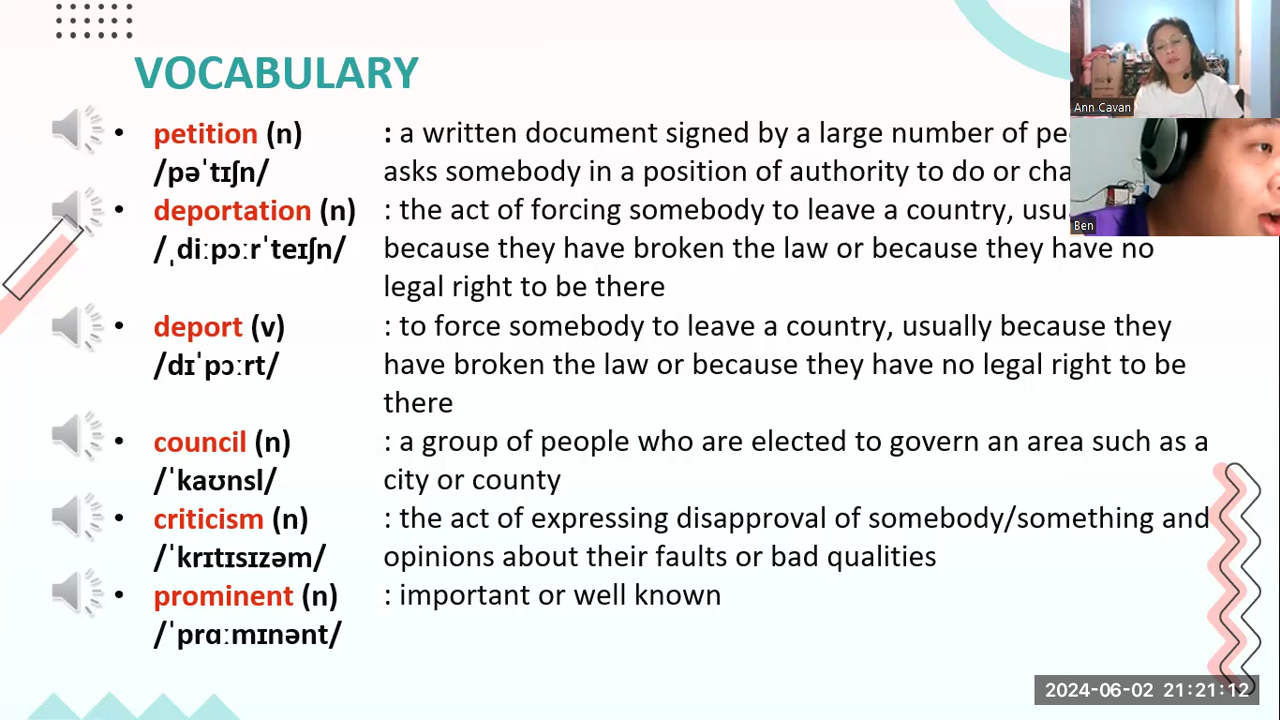 VOCABULARY
• petition (n) : a written document signed by a large number of
/pəˈtɪʃn/ asks somebody in a position of authority to do or
• deportation (n) : the act of forcing somebody to leave a country,
/ˌdiːpɔːrˈteɪʃn/ because they have broken the law or because they have no
legal right to be there
• deport (v) : to force somebody to leave a country, usually because they
/dɪˈpɔːrt/ have broken the law or because they have no legal right to be
there
• council (n) : a group of people who are elected to govern an area such as a
/ˈkaʊnsl/ city or county
• criticism (n) : the act of expressing disapproval of somebody/something and
/ˈkrɪtɪsɪzəm/ opinions about their faults or bad qualities
• prominent (n) : important or well known
/ˈprɑːmɪnənt/
Ann Cavan
Ben
2024-06-02 21:21:12